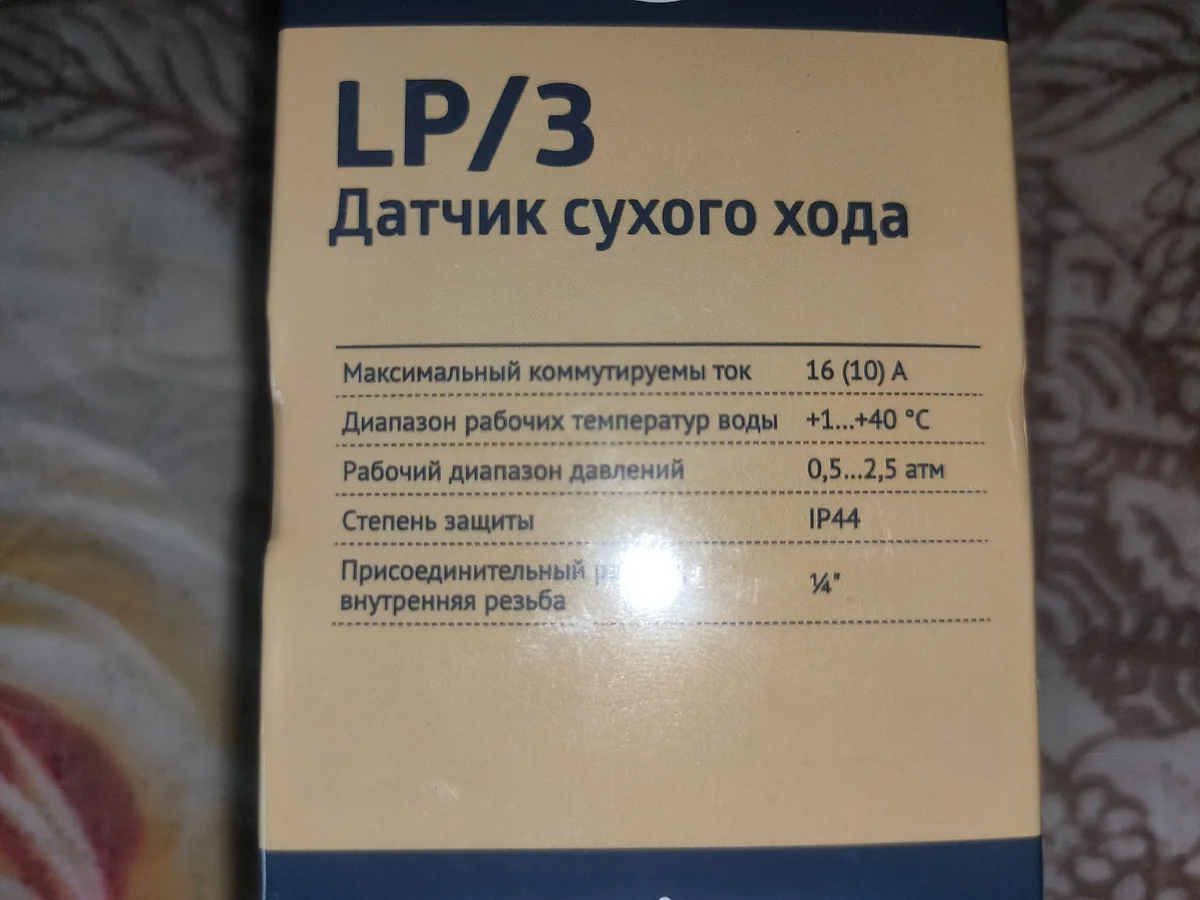 LP/3
Датчик сухого хода
Максимальный коммутируемы ток 16 (10) А
Диапазон рабочих температур воды +1...+40 °C
Рабочий диапазон давлений 0,5...2,5 атм
Степень защиты IP44
Присоединительный
внутренняя резьба ¼"